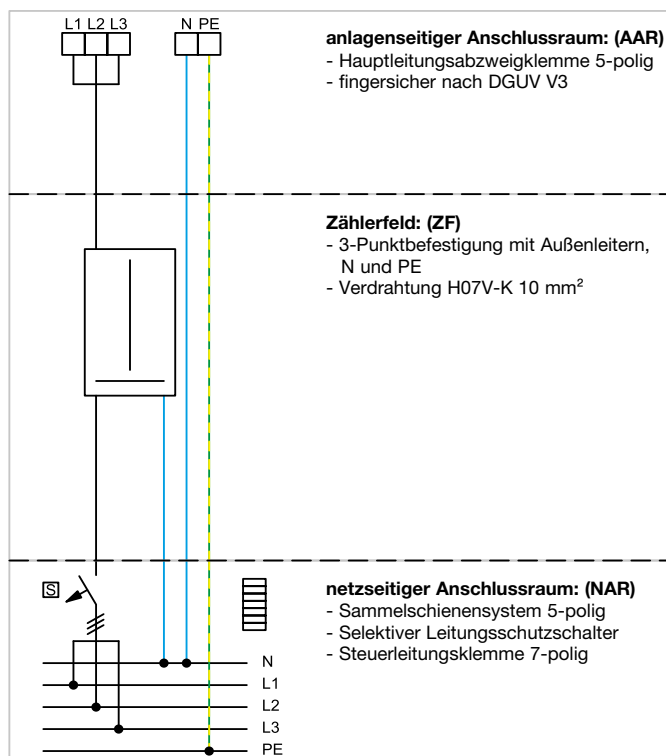 L1 L2 L3 N PE
anlagenseitiger Anschlussraum: (AAR)
- Hauptleitungsabzweigklemme 5-polig
- fingersicher nach DGUV V3
Zählerfeld: (ZF)
- 3-Punktbefestigung mit Außenleitern,
N und PE
- Verdrahtung H07V-K 10 mm²
S
netzseitiger Anschlussraum: (NAR)
- Sammelschienensystem 5-polig
- Selektiver Leitungsschutzschalter
- Steuerleitungsklemme 7-polig
N
L1
L2
L3
PE